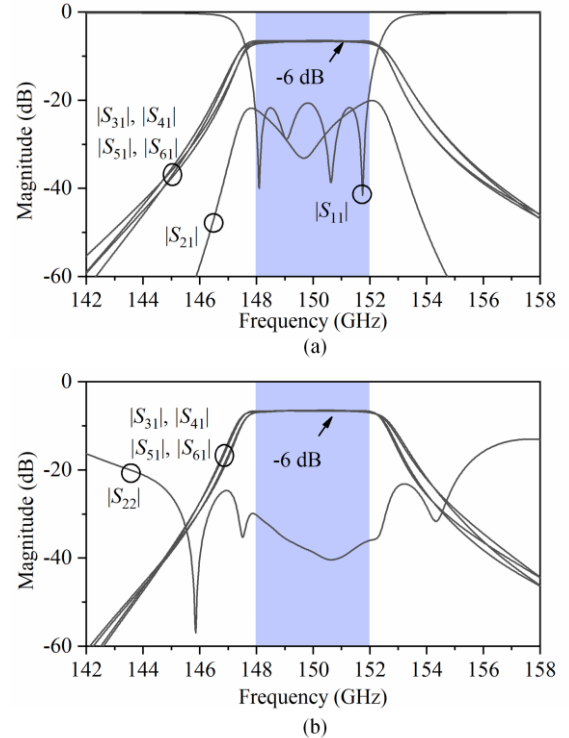 0
-20
-40
-60
Magnitude (dB)
-6 dB
|S31|, |S41|
|S51|, |S61|
|S21|
|S11|
142 144 146 148 150 152 154 156 158
Frequency (GHz)
(a)
0
-20
-40
-60
Magnitude (dB)
|S31|, |S41|
|S51|, |S61|
-6 dB
|S22|
142 144 146 148 150 152 154 156 158
Frequency (GHz)
(b)